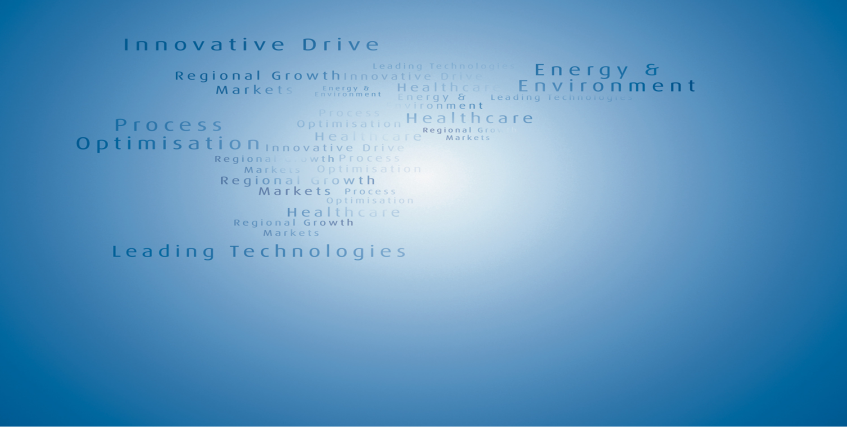 Innovative Drive
Leading Technologies
Energy &
Environment
Regional Growth
Markets
Innovative Drive
Energy &
Environment
Healthcare
Energy &
Environment
Leading Technologies
Process
Optimisation
Healthcare
Regional Growth
Markets
Process
Optimisation
Healthcare
Innovative Drive
Regional Growth
Markets
Process
Optimisation
Regional Growth
Markets
Process
Optimisation
Healthcare
Regional Growth
Markets
Leading Technologies